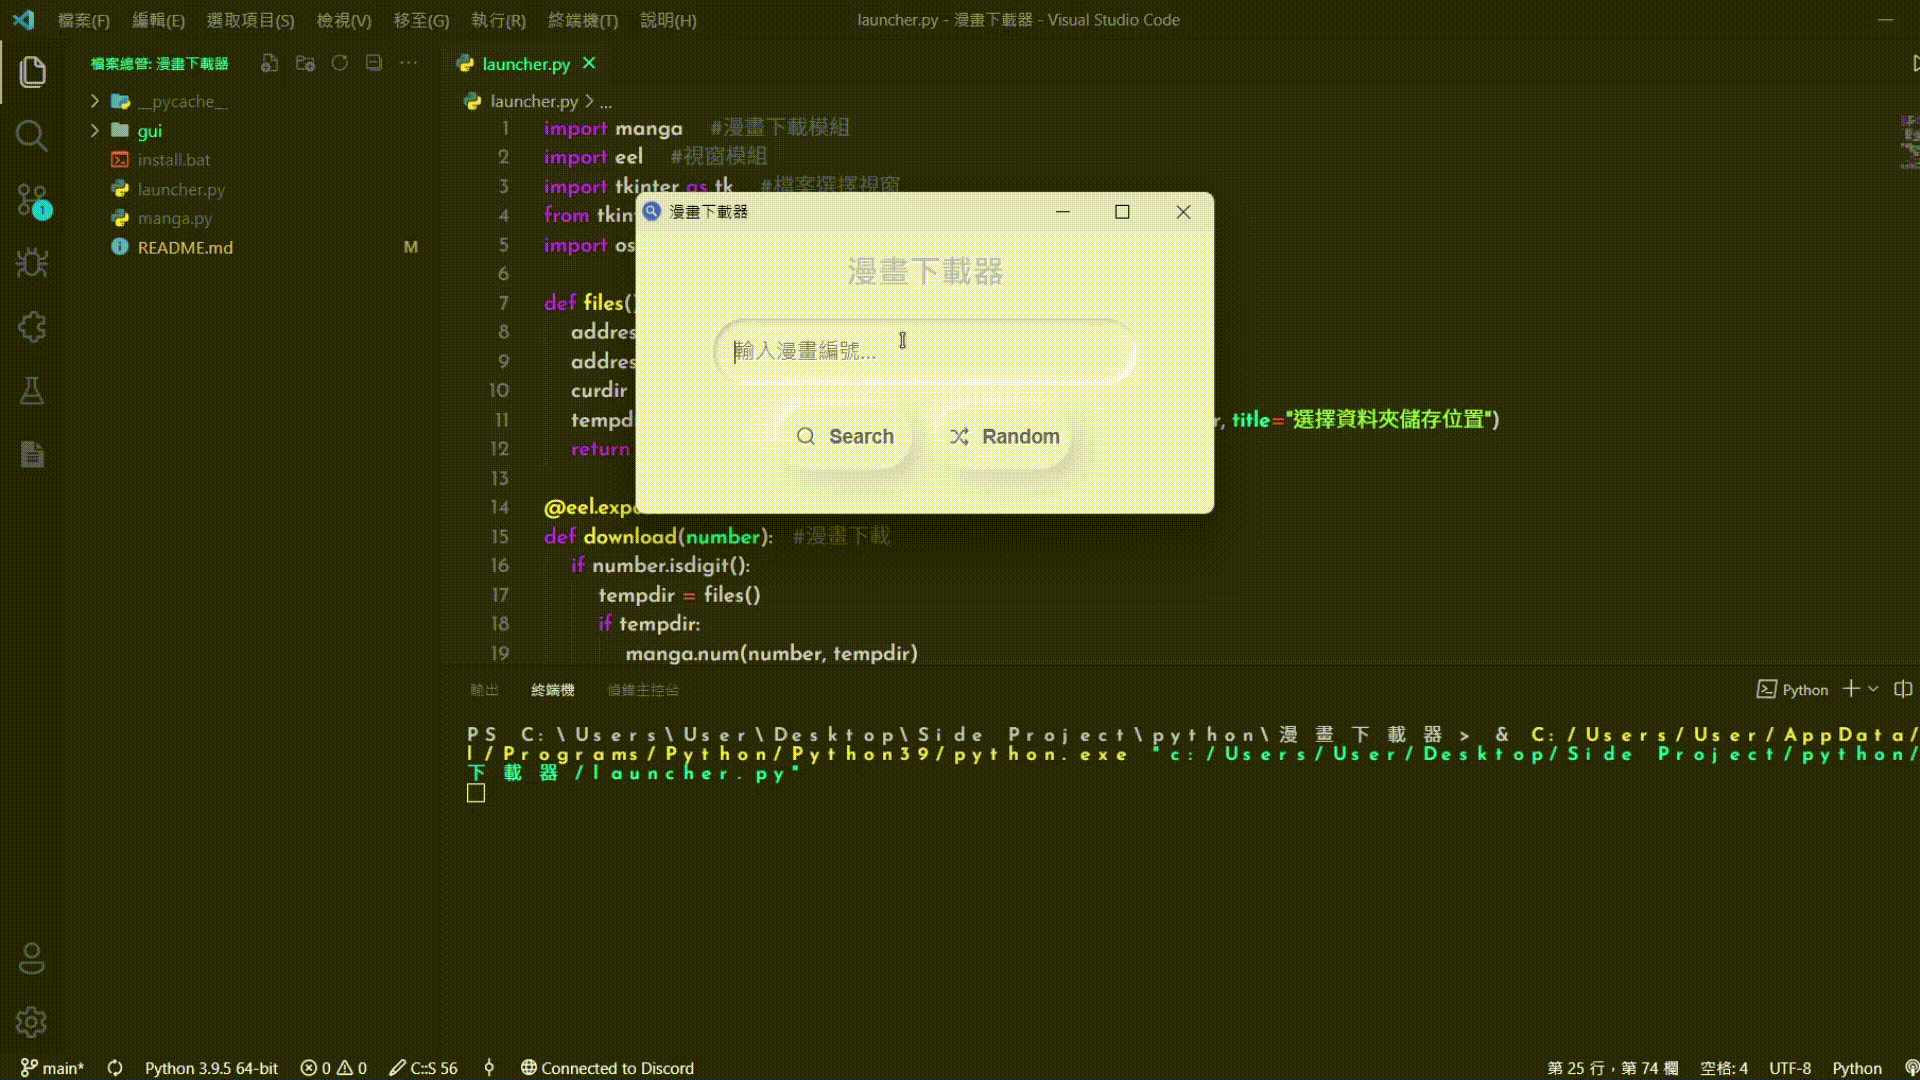 檔案(F) 編輯(E) 選取項目(S) 檢視(V) 移至(G) 執行(R) 終端機(T) 說明(H)
launcher.py - 漫畫下載器 - Visual Studio Code
檔案總管: 漫畫下載器
__pycache__
gui
install.bat
launcher.py
manga.py
README.md M
1
launcher.py
launcher.py > ...
1 import manga #漫畫下載模組
2 import eel #視窗模組
3 import tkinter as tk #檔案選擇視窗
4 from tkin
5 import os
6
7 def files()
8 addres
9 addres
10 curdir
11 tempd r, title="選擇資料夾儲存位置")
12 return
13
14 @eel.expo
15 def download(number): #漫畫下載
16 if number.isdigit():
17 tempdir = files()
18 if tempdir:
19 manga.num(number, tempdir)
漫畫下載器
漫畫下載器
輸入漫畫編號...
Search Random
輸出 終端機 偵錯主控台
Python
PS C:\Users\User\Desktop\Side Project\python\漫畫下載器> & C:/Users/User/AppData/
l/Programs/Python/Python39/python.exe "c:/Users/User/Desktop/Side Project/python/
下載器/launcher.py"
main* Python 3.9.5 64-bit 0 0 C::S 56 Connected to Discord
第 25 行，第 74 欄 空格: 4 UTF-8 Python